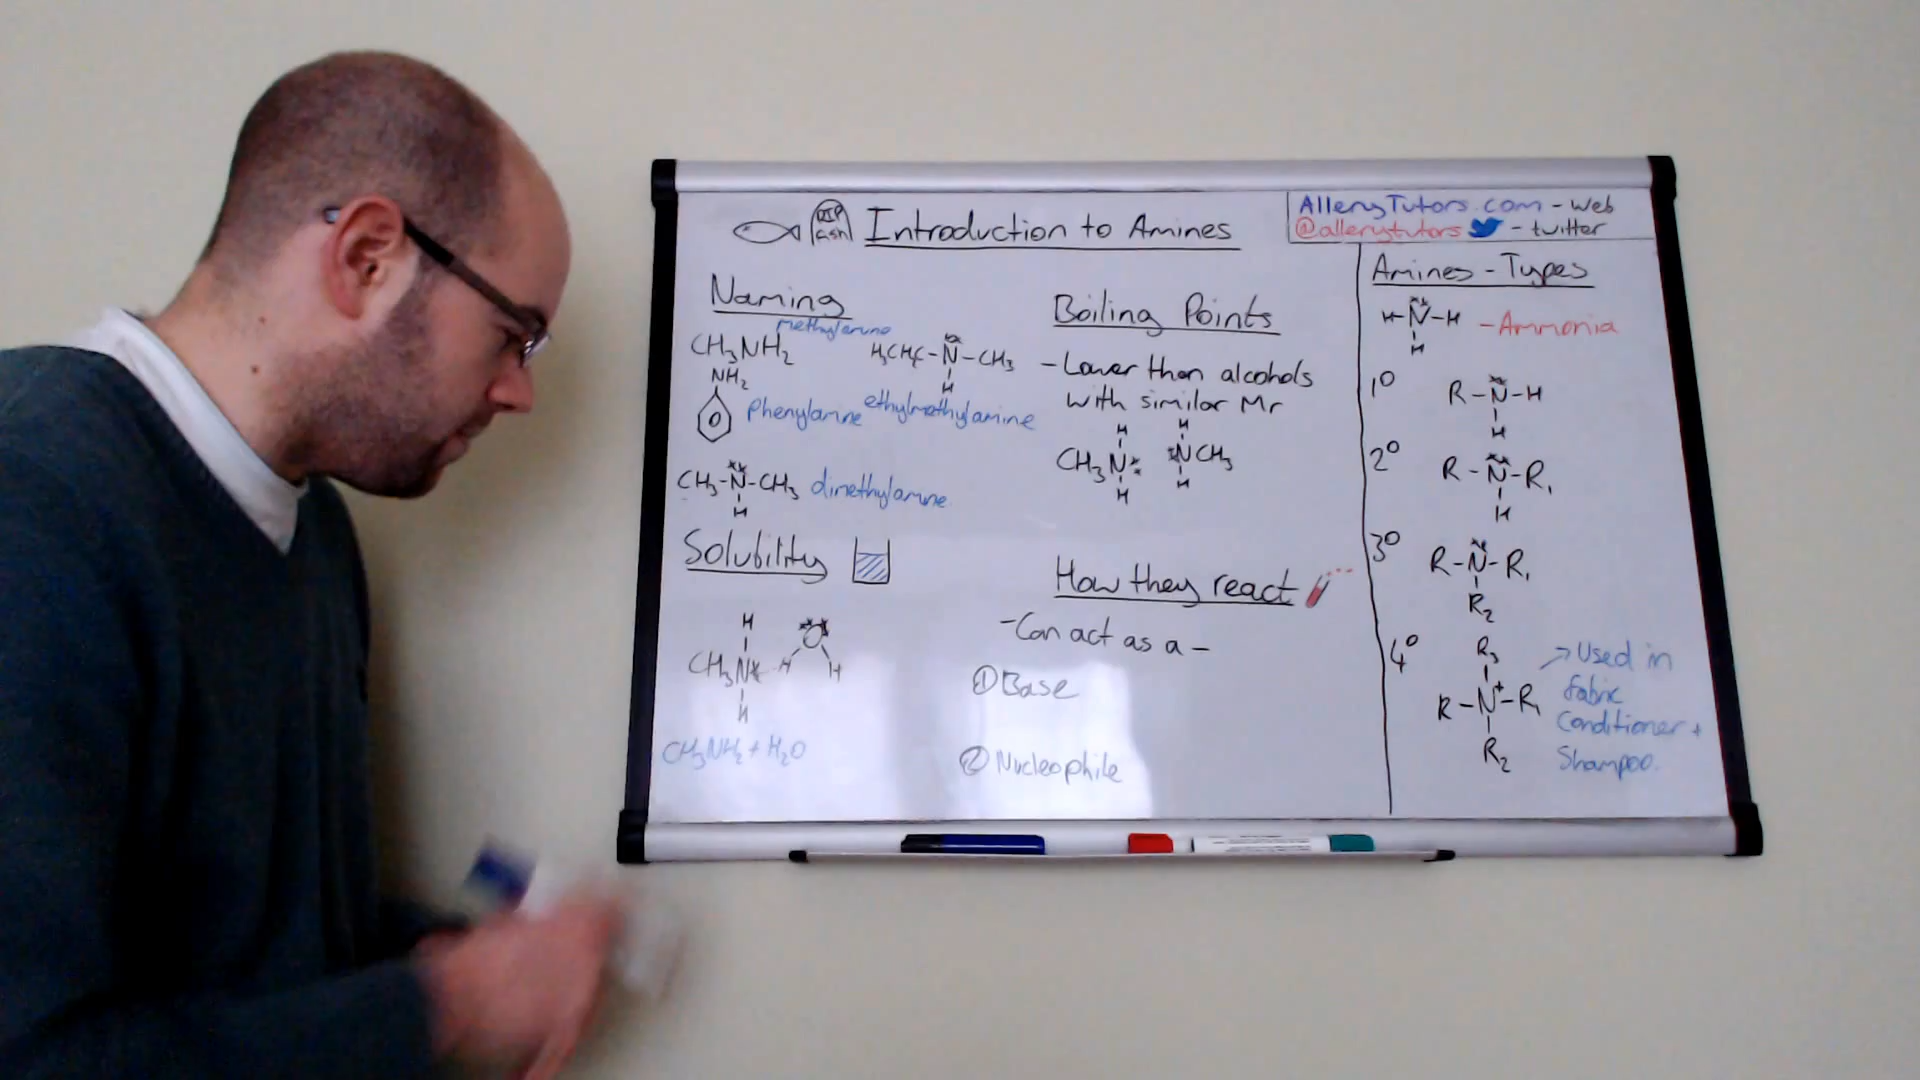 RIP
Fish
Introduction to Amines
AlleryTutors.com - web
@allerytutors - twitter
Naming
methylamine
CH3NH2
H3CH2C-N-CH3
H
NH2
phenylamine
ethylmethylamine
CH3-N-CH3 dimethylamine
H
Solubility
H
CH3N
H
O
H H
CH3NH2 + H2O
Boiling Points
- Lower than alcohols
with similar Mr
H H
CH3N NCH3
H H
How they react
- Can act as a -
① Base
② Nucleophile
Amines - Types
H-N-H - Ammonia
H
1° R-N-H
H
2° R-N-R1
H
3° R-N-R1
R2
4° R3
R-N+-R1
R2
Used in
fabric
Conditioner +
Shampoo.